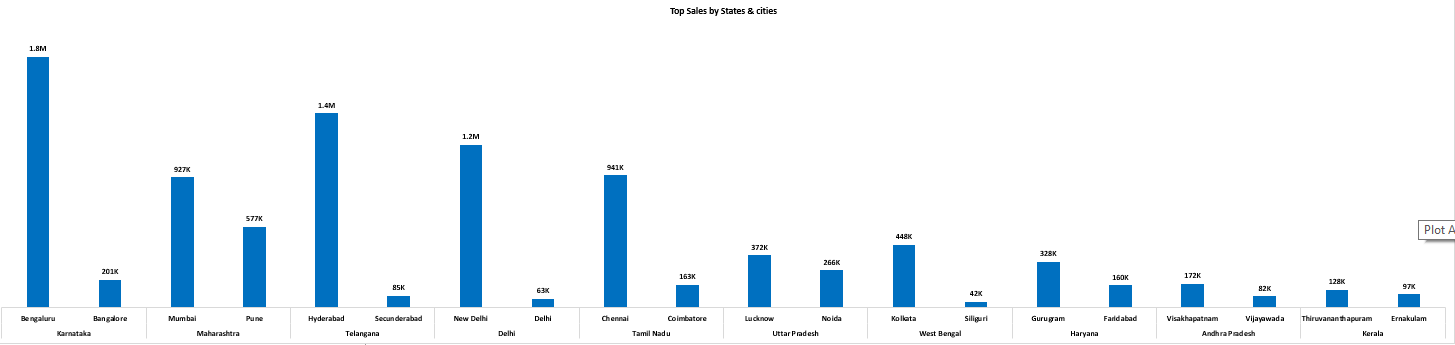 Top Sales by States & cities
1.8M
1.4M
1.2M
927K
941K
577K
448K
372K
328K
266K
201K
163K
160K
172K
128K
85K
63K
42K
82K
97K
Plot A
Bengaluru Bangalore Mumbai Pune Hyderabad Secunderabad New Delhi Delhi Chennai Coimbatore Lucknow Noida Kolkata Siliguri Gurugram Faridabad Visakhapatnam Vijayawada Thiruvananthapuram Ernakulam
Karnataka Maharashtra Telangana Delhi Tamil Nadu Uttar Pradesh West Bengal Haryana Andhra Pradesh Kerala